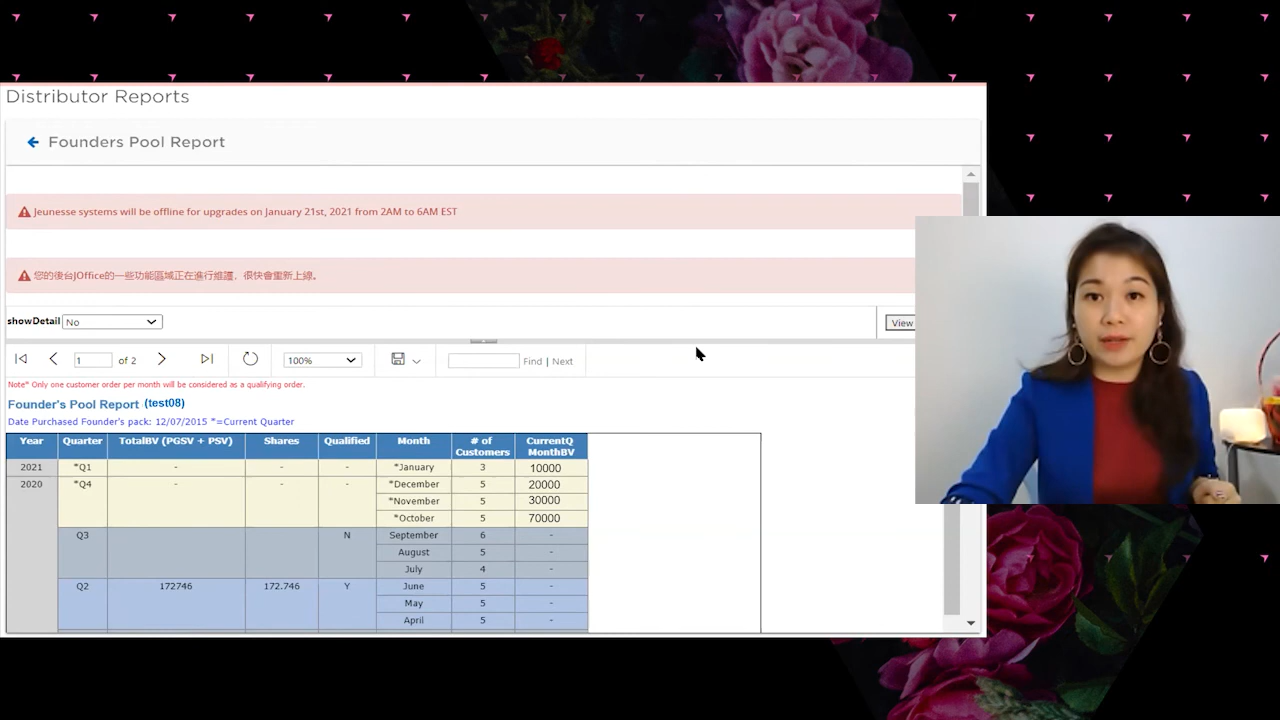 Distributor Reports
Founders Pool Report
Jeunesse systems will be offline for upgrades on January 21st, 2021 from 2AM to 6AM EST
您的後台JOffice的一些功能區域正在進行維護，很快會重新上線。
showDetail No View
1 of 2 100% Find | Next
Note* Only one customer order per month will be considered as a qualifying order.
Founder's Pool Report (test08)
Date Purchased Founder's pack: 12/07/2015 *=Current Quarter
Year Quarter TotalBV (PGSV + PSV) Shares Qualified Month # of Customers CurrentQ MonthBV
2021 *Q1 - - - *January 3 10000
2020 *Q4 - - - *December 5 20000
*November 5 30000
*October 5 70000
Q3 N September 6 -
August 5 -
July 4 -
Q2 172746 172.746 Y June 5 -
May 5 -
April 5 -